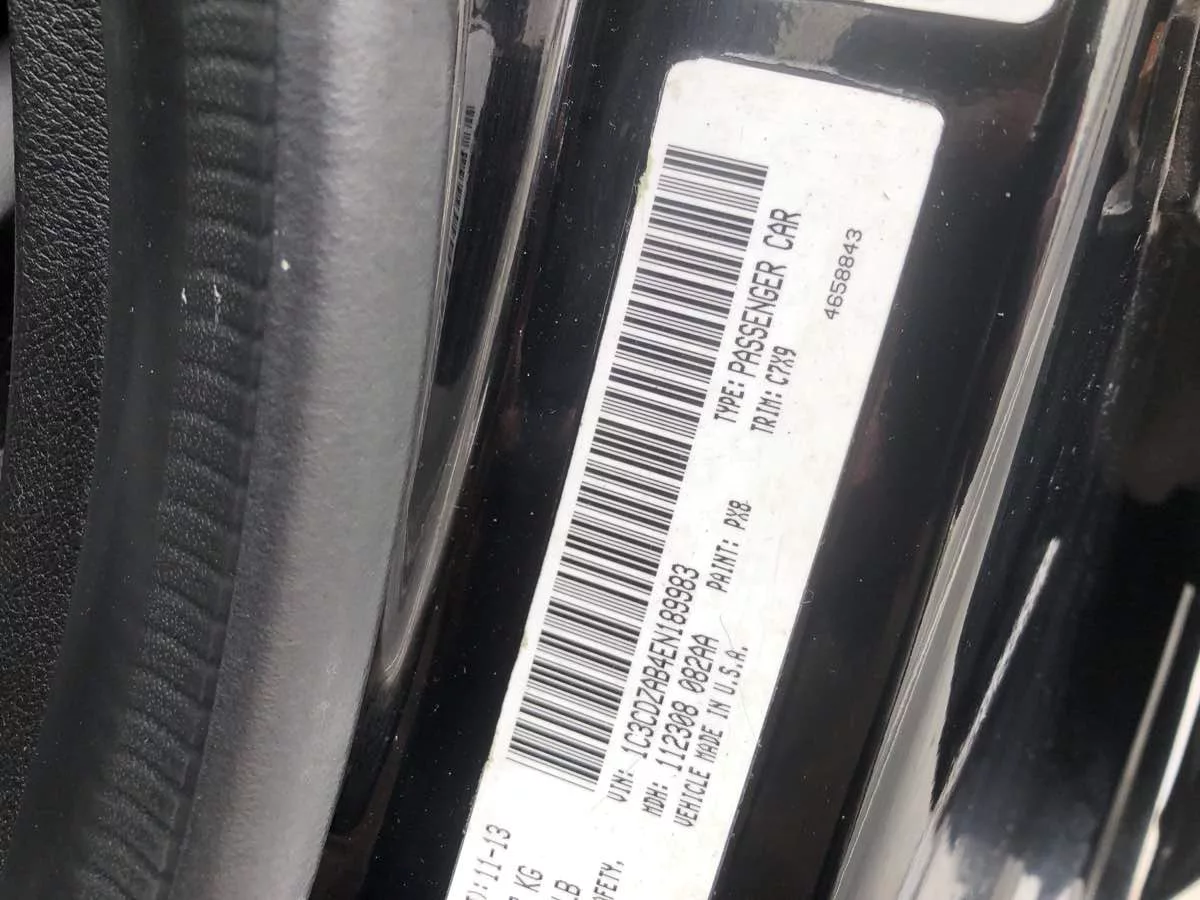 VIN: 1C3CDZAB4EN189983
MDH: 112308 082AA
VEHICLE MADE IN U.S.A.
PAINT: PX8
TYPE: PASSENGER CAR
TRIM: C7X9
4658843
11-13
KG
LB